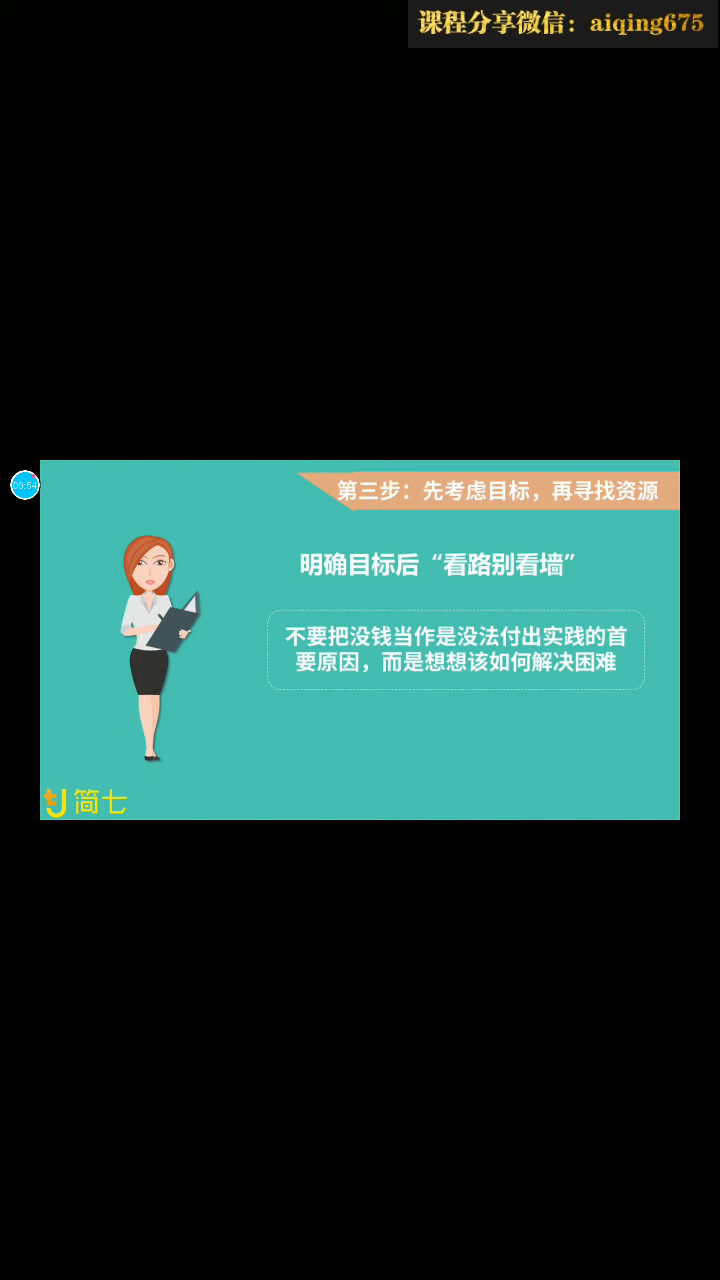 课程分享微信：aiqing675
09:54
第三步：先考虑目标，再寻找资源
明确目标后“看路别看墙”
不要把没钱当作是没法付出实践的首
要原因，而是想想该如何解决困难
简七